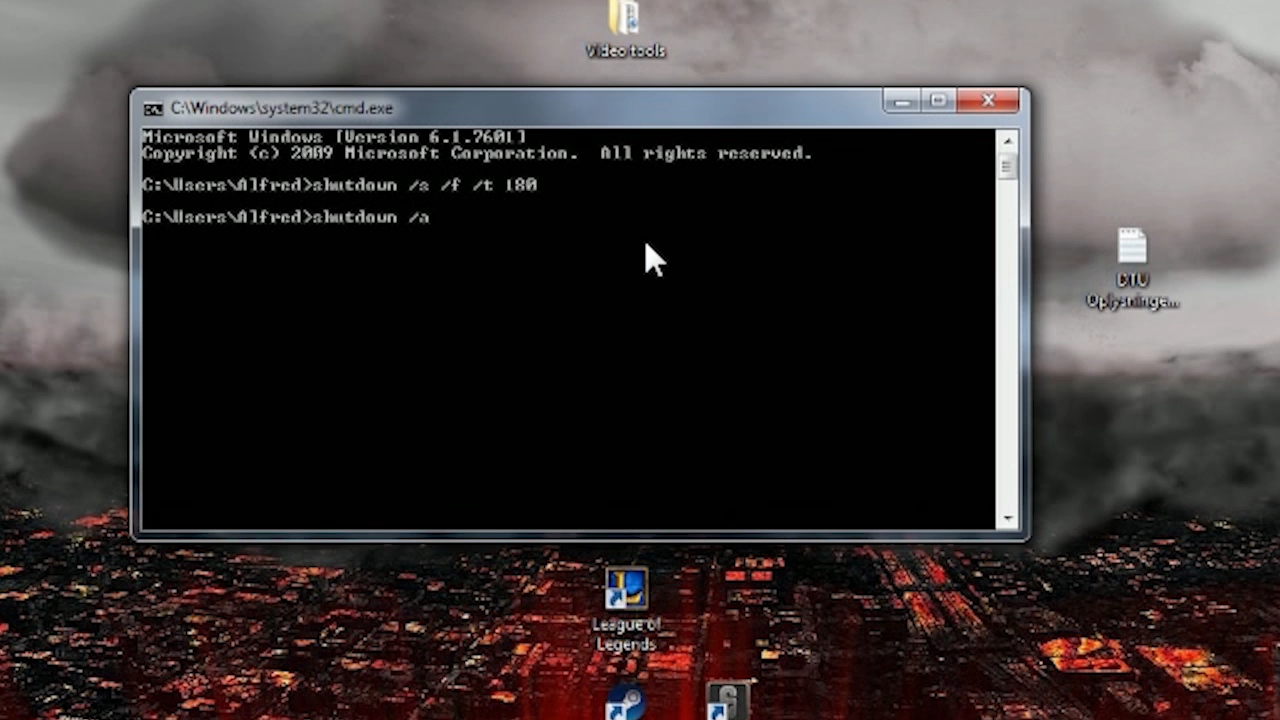 Video tools
C:\Windows\system32\cmd.exe
Microsoft Windows [Version 6.1.7601]
Copyright (c) 2009 Microsoft Corporation.  All rights reserved.
C:\Users\Alfred>shutdown /s /f /t 180
C:\Users\Alfred>shutdown /a
DTU
Oplysninge...
League of
Legends